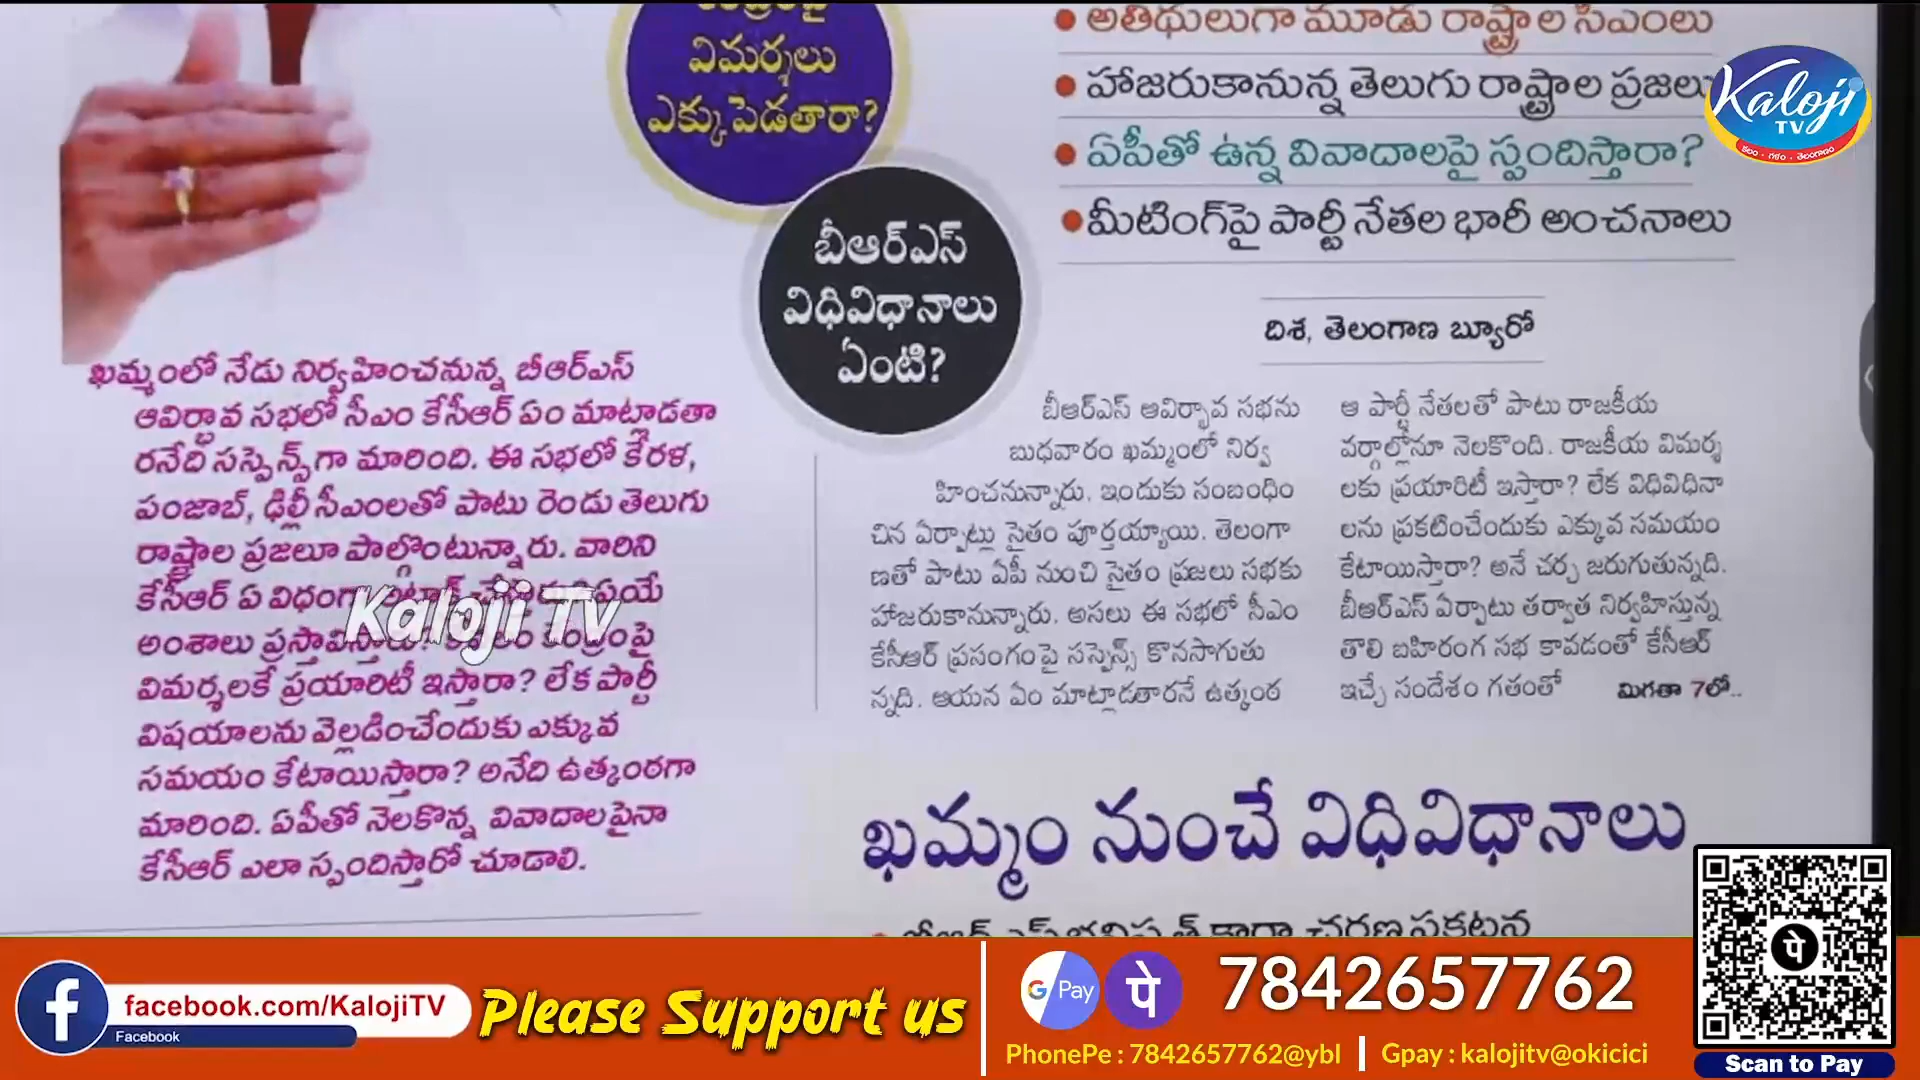 విమర్శలు
ఎక్కుపెడతారా?
బీఆర్ఎస్
విధివిధానాలు
ఏంటి?
• అతిథులుగా మూడు రాష్ట్రాల సీఎంలు
• హాజరుకానున్న తెలుగు రాష్ట్రాల ప్రజలు
• ఏపీతో ఉన్న వివాదాలపై స్పందిస్తారా?
• మీటింగ్‌పై పార్టీ నేతల భారీ అంచనాలు
Kaloji
TV
కలం - గళం - తెలంగాణం
ఖమ్మంలో నేడు నిర్వహించనున్న బీఆర్ఎస్
ఆవిర్భావ సభలో సీఎం కేసీఆర్ ఏం మాట్లాడతా
రనేది సస్పెన్స్‌గా మారింది. ఈ సభలో కేరళ,
పంజాబ్, ఢిల్లీ సీఎంలతో పాటు రెండు తెలుగు
రాష్ట్రాల ప్రజలూ పాల్గొంటున్నారు. వారిని
కేసీఆర్ ఏ విధంగా
అంశాలు
విమర్శలకే ప్రయారిటీ ఇస్తారా? లేక పార్టీ
విషయాలను వెల్లడించేందుకు ఎక్కువ
సమయం కేటాయిస్తారా? అనేది ఉత్కంఠగా
మారింది. ఏపీతో నెలకొన్న వివాదాలపైనా
కేసీఆర్ ఎలా స్పందిస్తారో చూడాలి.
Kaloji Tv
దిశ, తెలంగాణ బ్యూరో
బీఆర్ఎస్ ఆవిర్భావ సభను
బుధవారం ఖమ్మంలో నిర్వ
హించనున్నారు. ఇందుకు సంబంధిం
చిన ఏర్పాట్లు సైతం పూర్తయ్యాయి. తెలంగా
ణతో పాటు ఏపీ నుంచి సైతం ప్రజలు సభకు
హాజరుకానున్నారు. అసలు ఈ సభలో సీఎం
కేసీఆర్ ప్రసంగంపై సస్పెన్స్ కొనసాగుతు
న్నది. ఆయన ఏం మాట్లాడతారనే ఉత్కంఠ
ఆ పార్టీ నేతలతో పాటు రాజకీయ
వర్గాల్లోనూ నెలకొంది. రాజకీయ విమర్శ
లకు ప్రయారిటీ ఇస్తారా? లేక విధివిధినా
లను ప్రకటించేందుకు ఎక్కువ సమయం
కేటాయిస్తారా? అనే చర్చ జరుగుతున్నది.
బీఆర్ఎస్ ఏర్పాటు తర్వాత నిర్వహిస్తున్న
తొలి బహిరంగ సభ కావడంతో కేసీఆర్
ఇచ్చే సందేశం గతంతో మిగతా 7లో..
ఖమ్మం నుంచే విధివిధానాలు
facebook.com/KalojiTV
Facebook
Please Support us
G Pay
పే
7842657762
PhonePe : 7842657762@ybl | Gpay : kalojitv@okicici
Scan to Pay